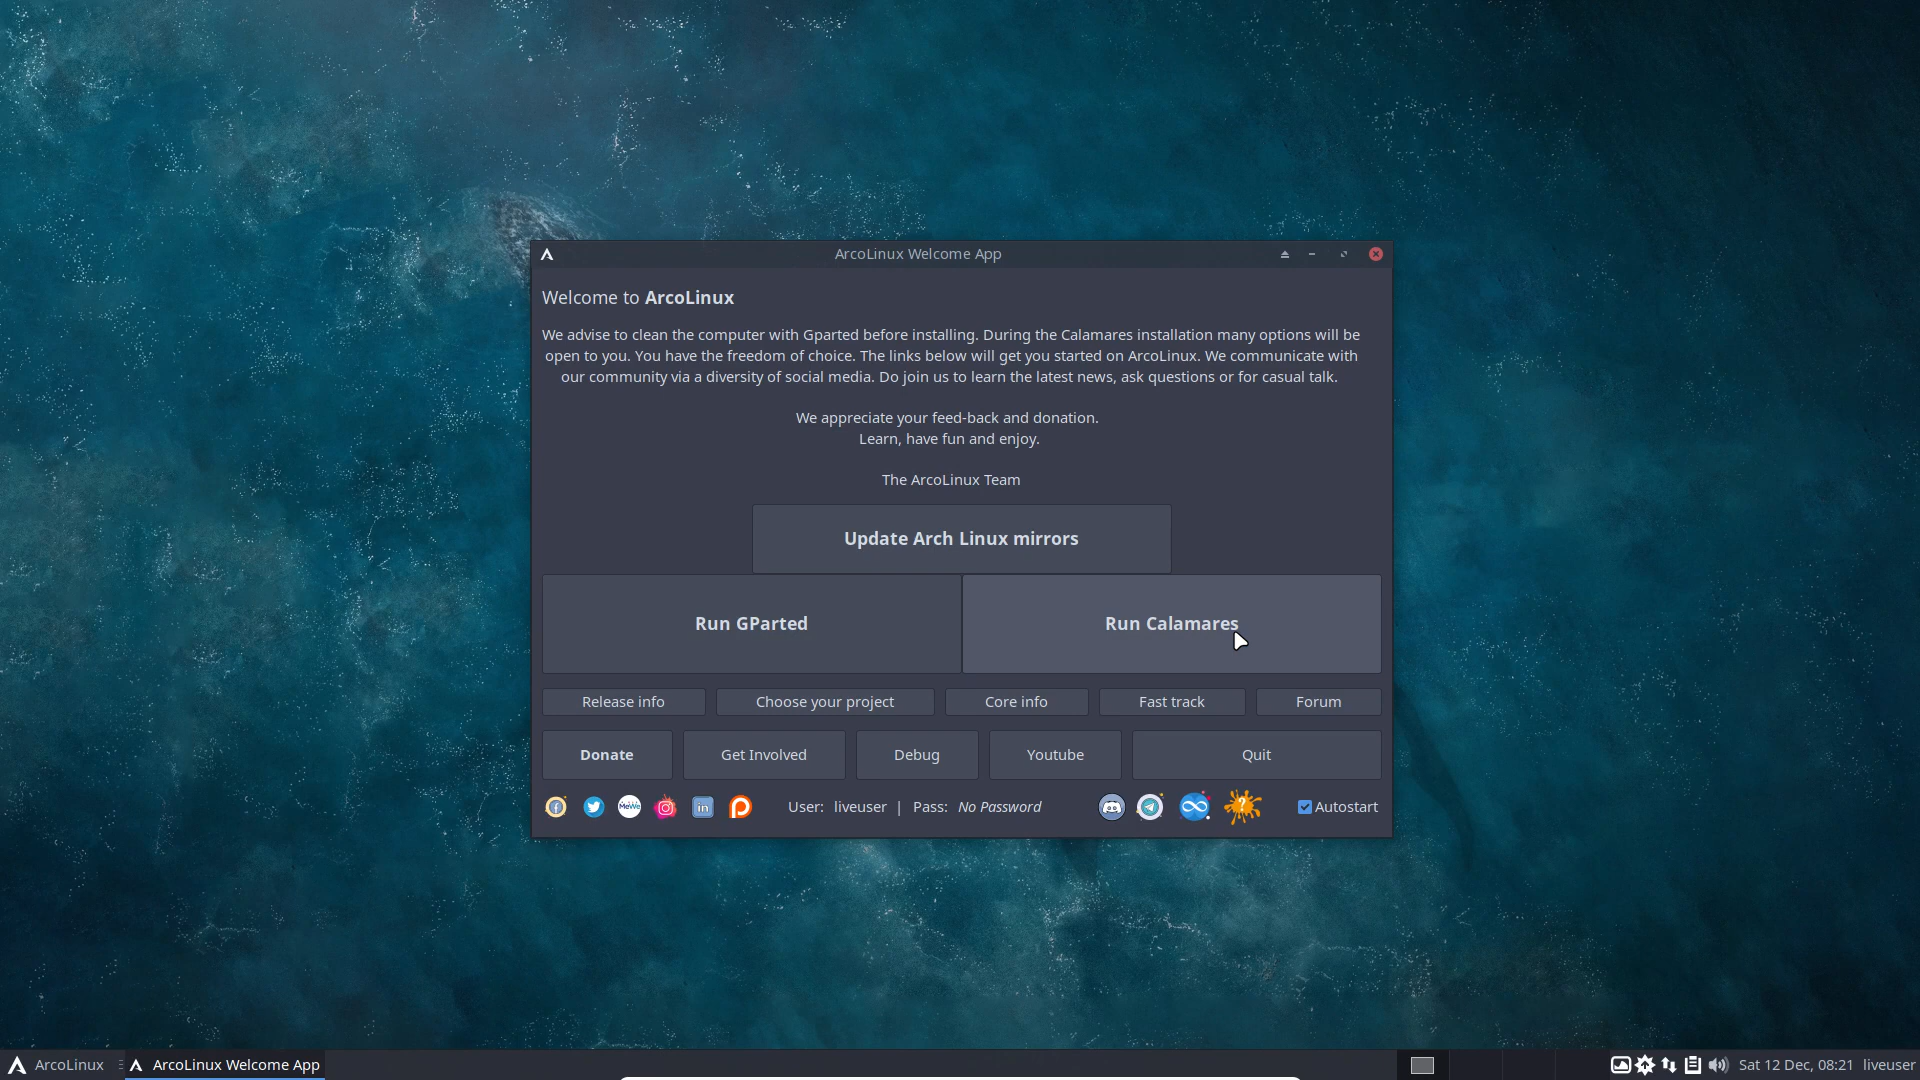 ArcoLinux Welcome App
Welcome to ArcoLinux
We advise to clean the computer with Gparted before installing. During the Calamares installation many options will be
open to you. You have the freedom of choice. The links below will get you started on ArcoLinux. We communicate with
our community via a diversity of social media. Do join us to learn the latest news, ask questions or for casual talk.
We appreciate your feed-back and donation.
Learn, have fun and enjoy.
The ArcoLinux Team
Update Arch Linux mirrors
Run GParted
Run Calamares
Release info
Choose your project
Core info
Fast track
Forum
Donate
Get Involved
Debug
Youtube
Quit
MeWe
in
User: liveuser | Pass: No Password
?
Autostart
ArcoLinux
ArcoLinux Welcome App
Sat 12 Dec, 08:21
liveuser